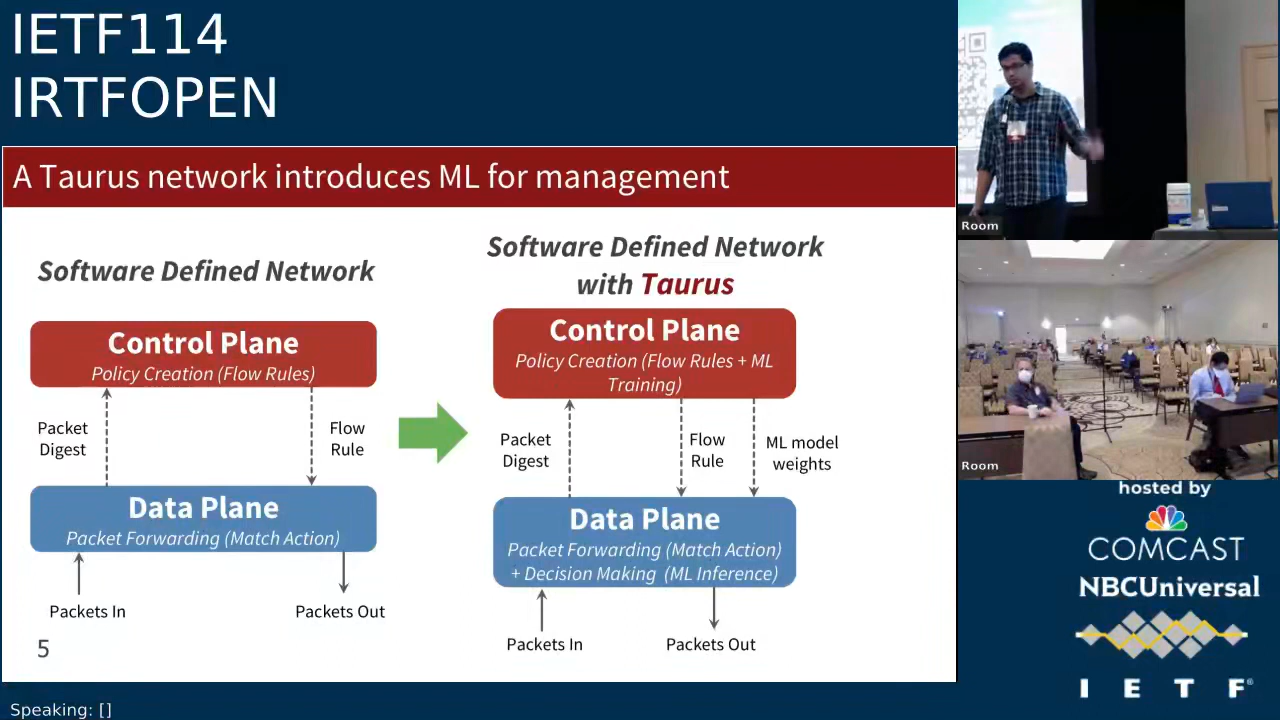 IETF114
IRTFOPEN
A Taurus network introduces ML for management
Software Defined Network
Control Plane
Policy Creation (Flow Rules)
Packet
Digest
Flow
Rule
Data Plane
Packet Forwarding (Match Action)
Packets In
Packets Out
Software Defined Network
with Taurus
Control Plane
Policy Creation (Flow Rules + ML
Training)
Packet
Digest
Flow
Rule
ML model
weights
Data Plane
Packet Forwarding (Match Action)
+ Decision Making (ML Inference)
Packets In
Packets Out
5
Speaking: []
Room
Room
hosted by
COMCAST
NBCUniversal
I E T F®